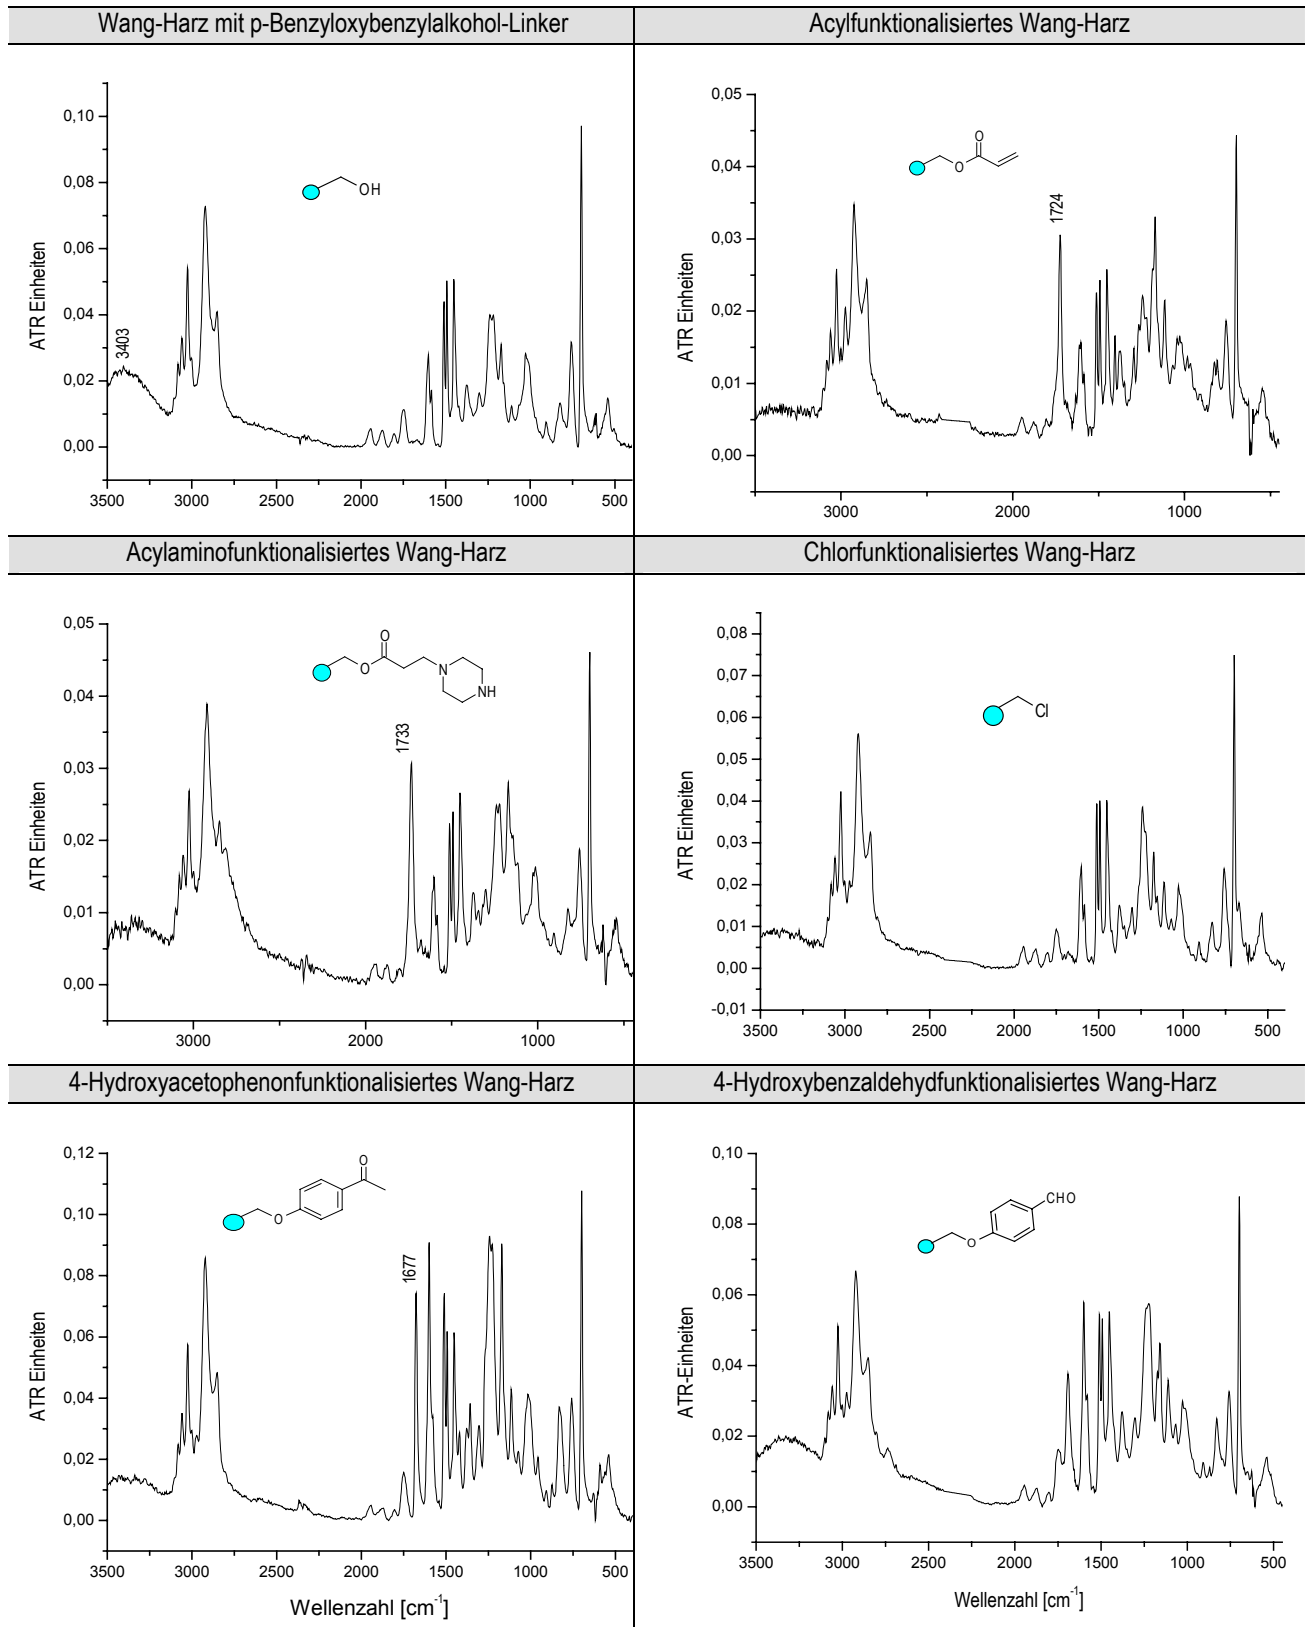 Wang-Harz mit p-Benzyloxybenzylalkohol-Linker
Acylfunktionalisiertes Wang-Harz
ATR Einheiten
0,10
0,08
0,06
0,04
0,02
0,00
3403
OH
3500 3000 2500 2000 1500 1000 500
ATR Einheiten
0,05
0,04
0,03
0,02
0,01
0,00
O
O
1724
3000 2000 1000
Acylaminofunktionalisiertes Wang-Harz
Chlorfunktionalisiertes Wang-Harz
ATR Einheiten
0,05
0,04
0,03
0,02
0,01
0,00
O
O
N
NH
1733
3000 2000 1000
ATR Einheiten
0,08
0,07
0,06
0,05
0,04
0,03
0,02
0,01
0,00
-0,01
Cl
3500 3000 2500 2000 1500 1000 500
4-Hydroxyacetophenonfunktionalisiertes Wang-Harz
4-Hydroxybenzaldehydfunktionalisiertes Wang-Harz
ATR Einheiten
0,12
0,10
0,08
0,06
0,04
0,02
0,00
O
O
1677
3500 3000 2500 2000 1500 1000 500
Wellenzahl [cm⁻¹]
ATR-Einheiten
0,10
0,08
0,06
0,04
0,02
0,00
CHO
O
3500 3000 2500 2000 1500 1000 500
Wellenzahl [cm⁻¹]